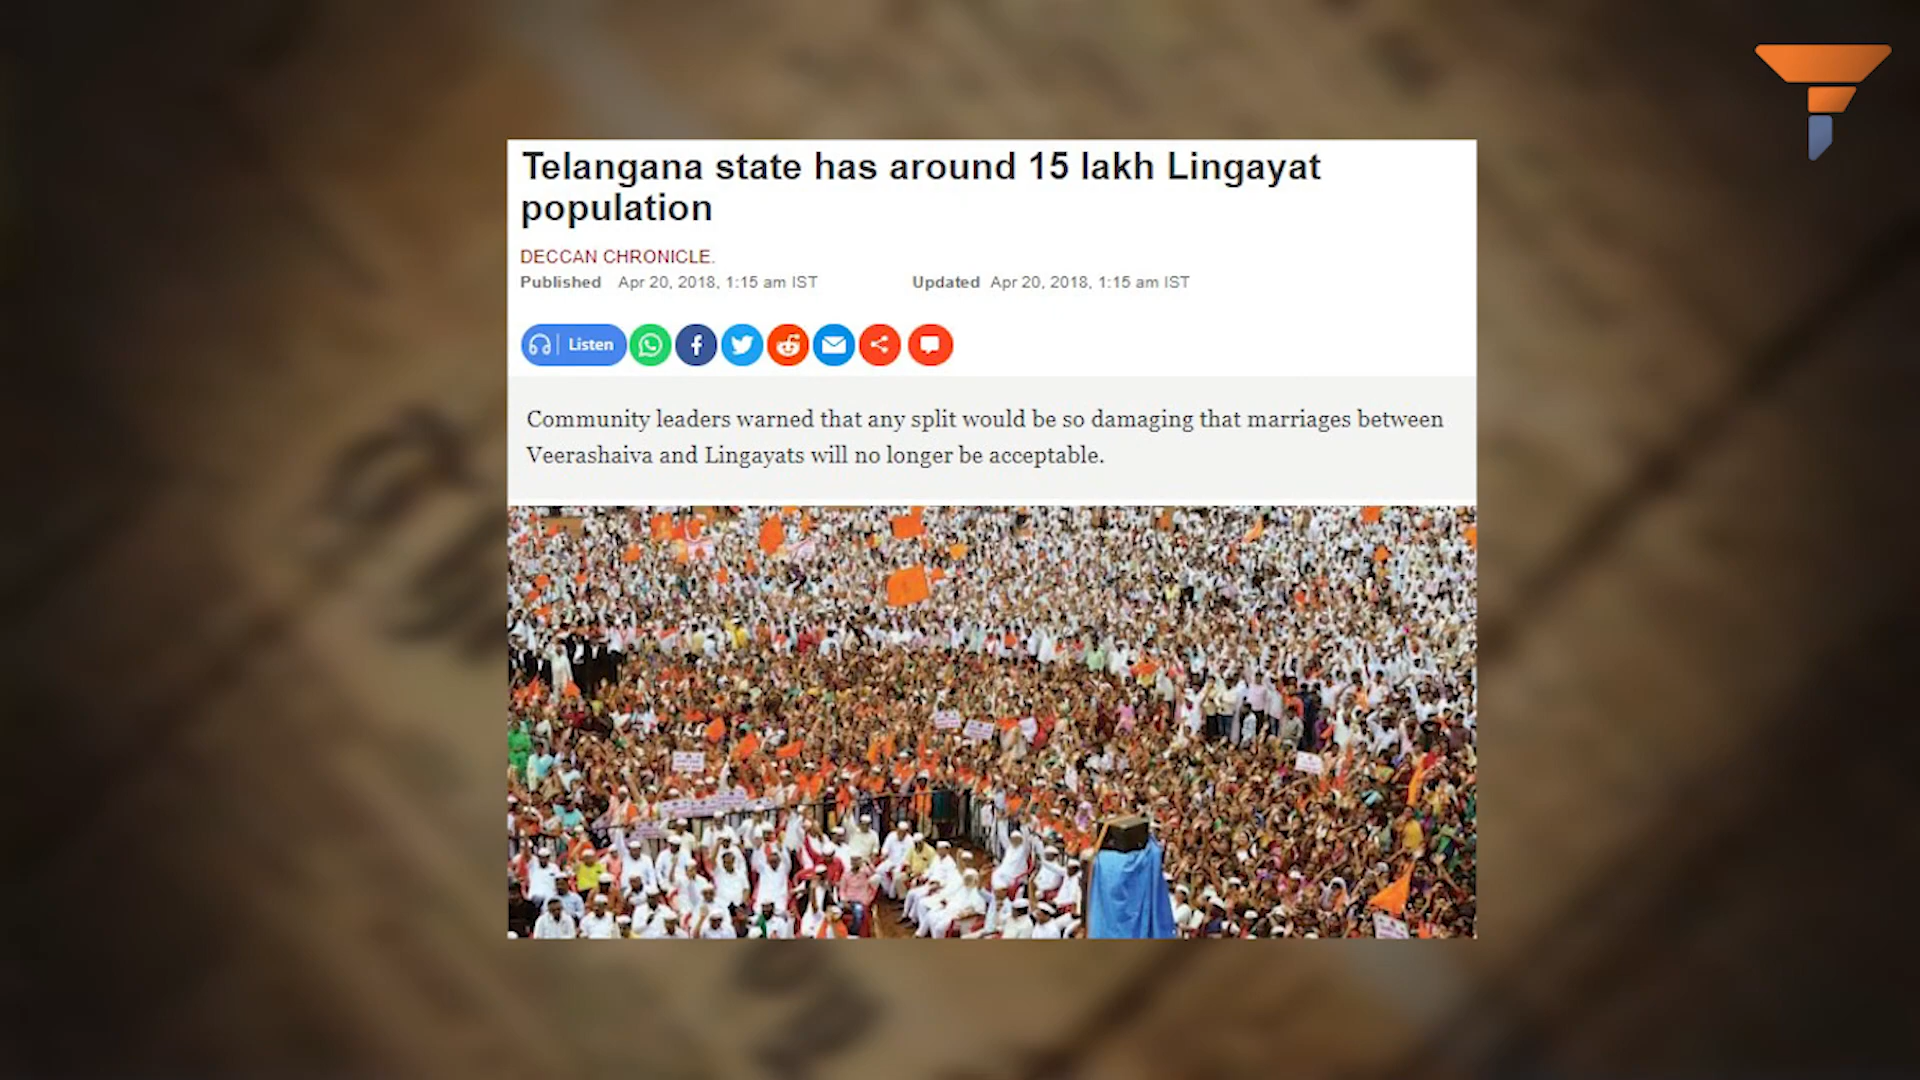 Telangana state has around 15 lakh Lingayat
population
DECCAN CHRONICLE.
Published Apr 20, 2018, 1:15 am IST Updated Apr 20, 2018, 1:15 am IST
Listen
Community leaders warned that any split would be so damaging that marriages between
Veerashaiva and Lingayats will no longer be acceptable.